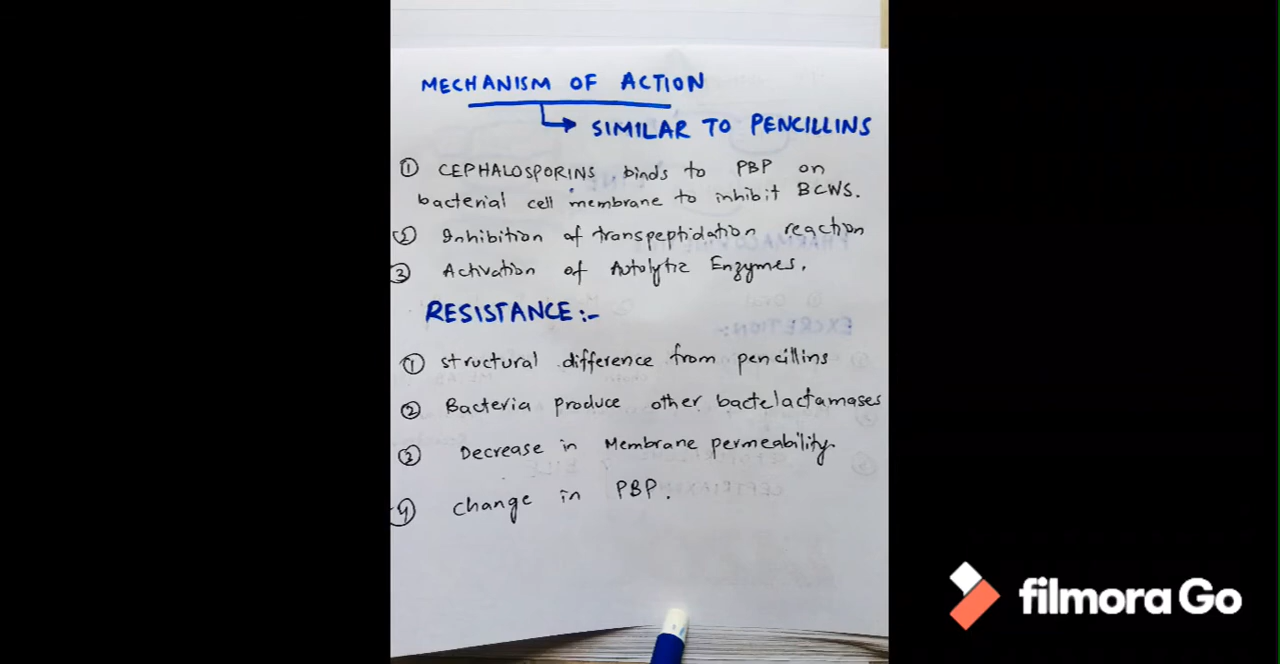 MECHANISM OF ACTION
SIMILAR TO PENCILLINS
① CEPHALOSPORINS binds to PBP on
bacterial cell membrane to inhibit BCWS.
② Inhibition of transpeptidation reaction
③ Activation of Autolytic Enzymes.
RESISTANCE:-
① Structural difference from pencillins
② Bacteria produce other bactelactamases
③ Decrease in Membrane permeability.
④ change in PBP.
filmora Go